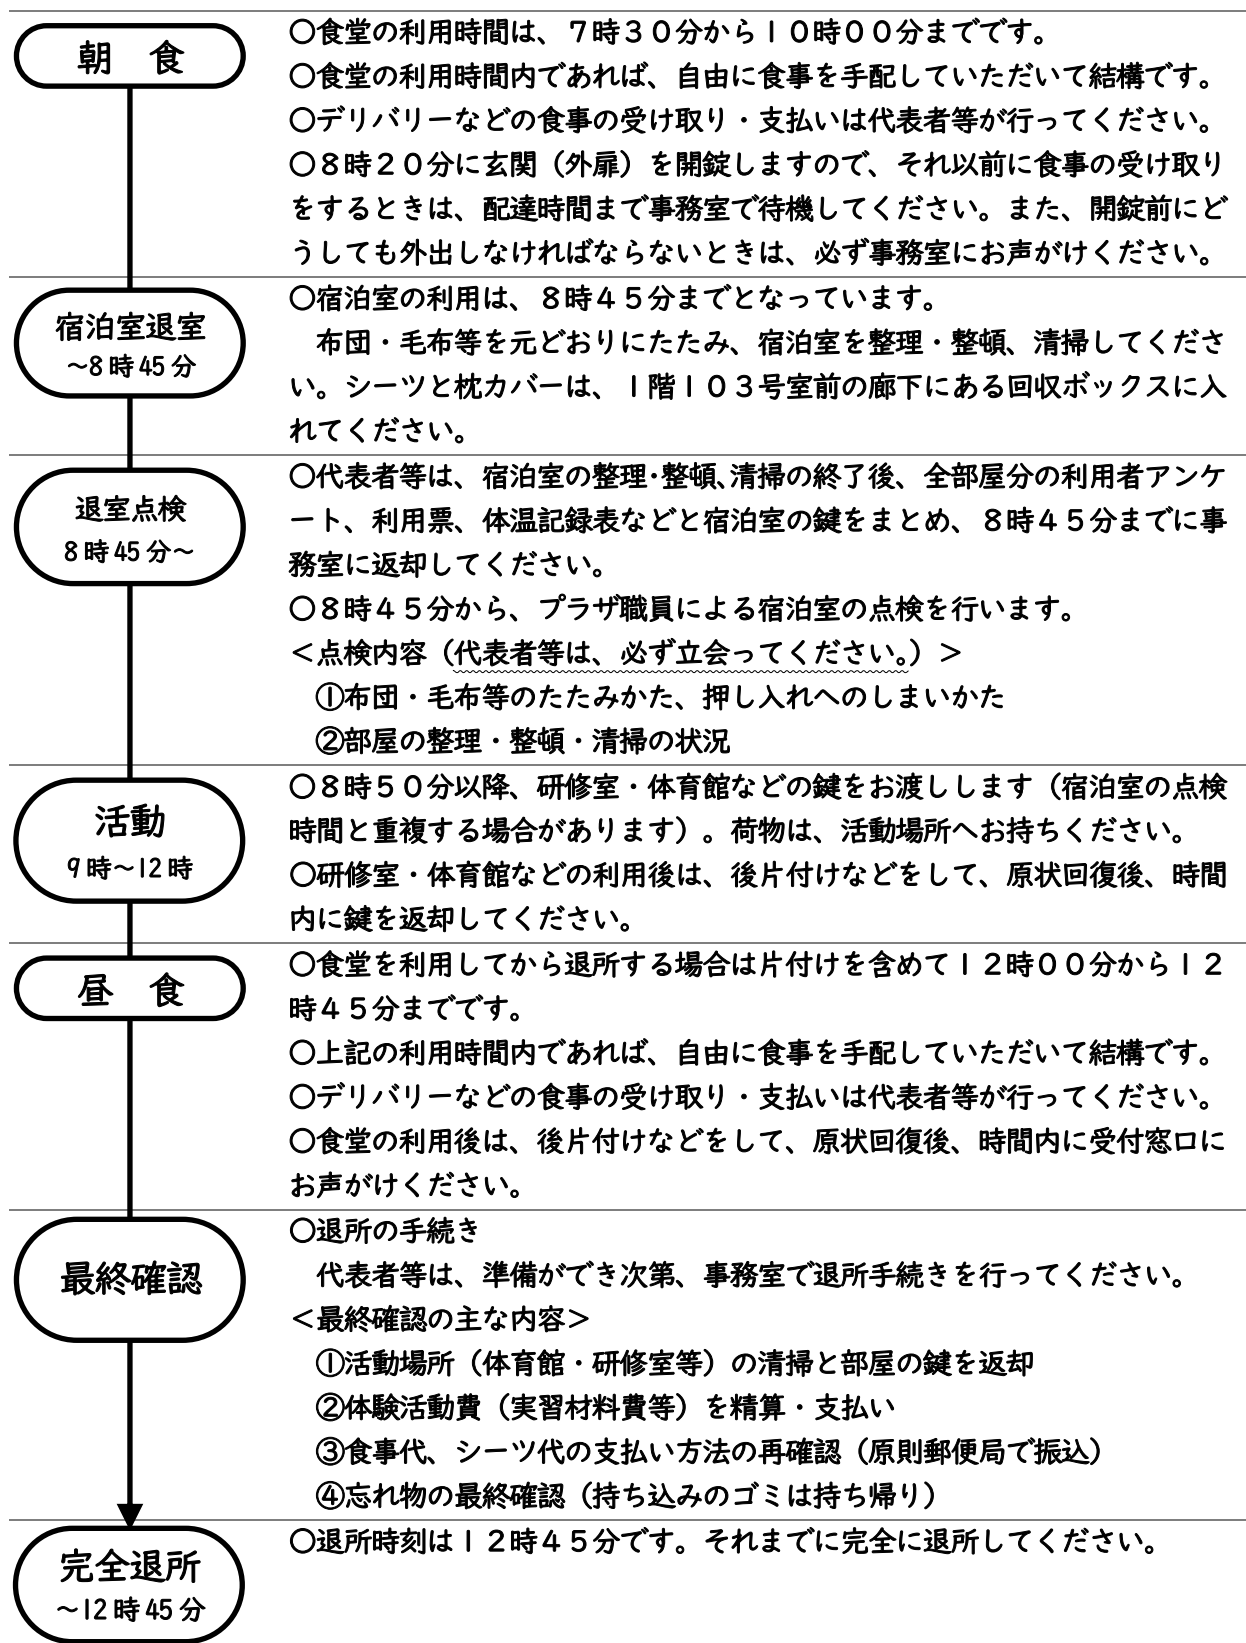 朝　食
〇食堂の利用時間は、７時３０分から１０時００分までです。
〇食堂の利用時間内であれば、自由に食事を手配していただいて結構です。
〇デリバリーなどの食事の受け取り・支払いは代表者等が行ってください。
〇８時２０分に玄関（外扉）を開錠しますので、それ以前に食事の受け取り
をするときは、配達時間まで事務室で待機してください。また、開錠前にど
うしても外出しなければならないときは、必ず事務室にお声がけください。
宿泊室退室
～8時45分
〇宿泊室の利用は、８時４５分までとなっています。
　布団・毛布等を元どおりにたたみ、宿泊室を整理・整頓、清掃してくださ
い。シーツと枕カバーは、１階１０３号室前の廊下にある回収ボックスに入
れてください。
退室点検
8時45分～
〇代表者等は、宿泊室の整理・整頓、清掃の終了後、全部屋分の利用者アンケ
ート、利用票、体温記録表などと宿泊室の鍵をまとめ、８時４５分までに事
務室に返却してください。
〇８時４５分から、プラザ職員による宿泊室の点検を行います。
＜点検内容（代表者等は、必ず立会ってください。）＞
　①布団・毛布等のたたみかた、押し入れへのしまいかた
　②部屋の整理・整頓・清掃の状況
活動
9時～12時
〇８時５０分以降、研修室・体育館などの鍵をお渡しします（宿泊室の点検
時間と重複する場合があります）。荷物は、活動場所へお持ちください。
〇研修室・体育館などの利用後は、後片付けなどをして、原状回復後、時間
内に鍵を返却してください。
昼　食
〇食堂を利用してから退所する場合は片付けを含めて１２時００分から１２
時４５分までです。
〇上記の利用時間内であれば、自由に食事を手配していただいて結構です。
〇デリバリーなどの食事の受け取り・支払いは代表者等が行ってください。
〇食堂の利用後は、後片付けなどをして、原状回復後、時間内に受付窓口に
お声がけください。
最終確認
〇退所の手続き
　代表者等は、準備ができ次第、事務室で退所手続きを行ってください。
＜最終確認の主な内容＞
　①活動場所（体育館・研修室等）の清掃と部屋の鍵を返却
　②体験活動費（実習材料費等）を精算・支払い
　③食事代、シーツ代の支払い方法の再確認（原則郵便局で振込）
　④忘れ物の最終確認（持ち込みのゴミは持ち帰り）
完全退所
～12時45分
〇退所時刻は１２時４５分です。それまでに完全に退所してください。